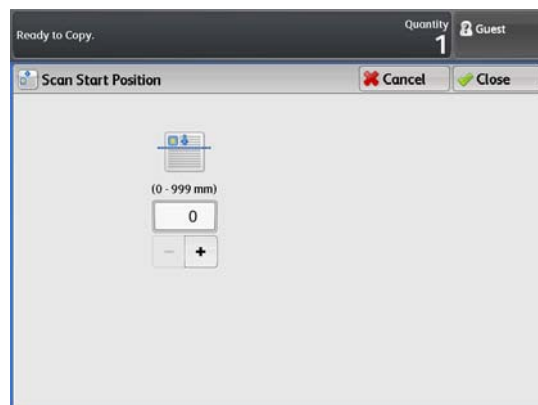 Ready to Copy.
Quantity
1
Guest
Scan Start Position
Cancel
Close
(0 - 999 mm)
0
- +